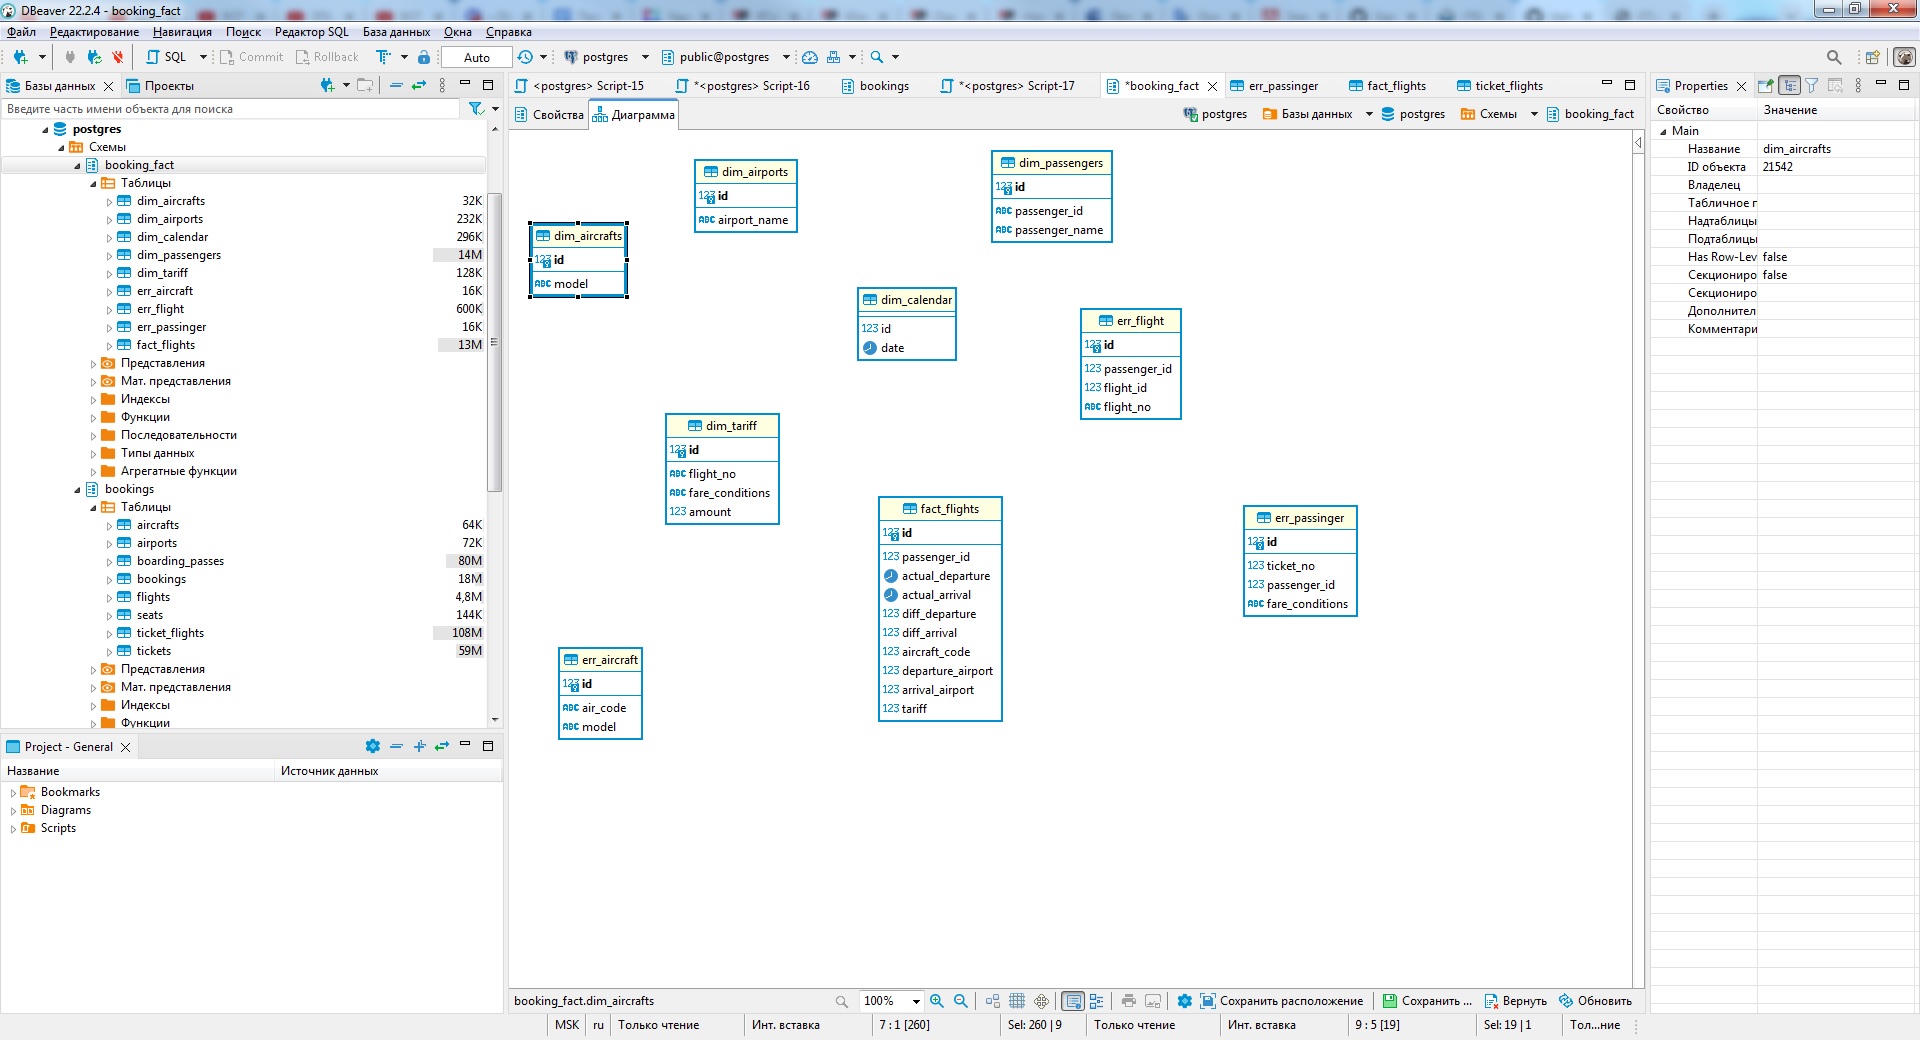 DBeaver 22.2.4 - booking_fact
Файл Редактирование Навигация Поиск Редактор SQL База данных Окна Справка
SQL Commit Rollback Auto postgres public@postgres
Базы данных Проекты
Введите часть имени объекта для поиска
postgres
Схемы
booking_fact
Таблицы
dim_aircrafts 32K
dim_airports 232K
dim_calendar 296K
dim_passengers 14M
dim_tariff 128K
err_aircraft 16K
err_flight 600K
err_passinger 16K
fact_flights 13M
Представления
Мат. представления
Индексы
Функции
Последовательности
Типы данных
Агрегатные функции
bookings
Таблицы
aircrafts 64K
airports 72K
boarding_passes 80M
bookings 18M
flights 4,8M
seats 144K
ticket_flights 108M
tickets 59M
Представления
Мат. представления
Индексы
Функции
Project - General
Название Источник данных
Bookmarks
Diagrams
Scripts
<postgres> Script-15 *<postgres> Script-16 bookings *<postgres> Script-17 *booking_fact err_passinger fact_flights ticket_flights
Свойства Диаграмма postgres Базы данных postgres Схемы booking_fact
dim_airports
123 id
ABC airport_name
dim_passengers
123 id
ABC passenger_id
ABC passenger_name
dim_aircrafts
123 id
ABC model
dim_calendar
123 id
date
err_flight
123 id
123 passenger_id
123 flight_id
ABC flight_no
dim_tariff
123 id
ABC flight_no
ABC fare_conditions
123 amount
fact_flights
123 id
123 passenger_id
actual_departure
actual_arrival
123 diff_departure
123 diff_arrival
123 aircraft_code
123 departure_airport
123 arrival_airport
123 tariff
err_passinger
123 id
123 ticket_no
123 passenger_id
ABC fare_conditions
err_aircraft
123 id
ABC air_code
ABC model
booking_fact.dim_aircrafts 100% Сохранить расположение Сохранить ... Вернуть Обновить
MSK ru Только чтение Инт. вставка 7 : 1 [260] Sel: 260 | 9 Только чтение Инт. вставка 9 : 5 [19] Sel: 19 | 1 Тол...ние
Properties
Свойство Значение
Main
Название dim_aircrafts
ID объекта 21542
Владелец
Табличное г
Надтаблицы
Подтаблицы
Has Row-Lev false
Секциониро false
Секциониро
Дополнител
Комментари